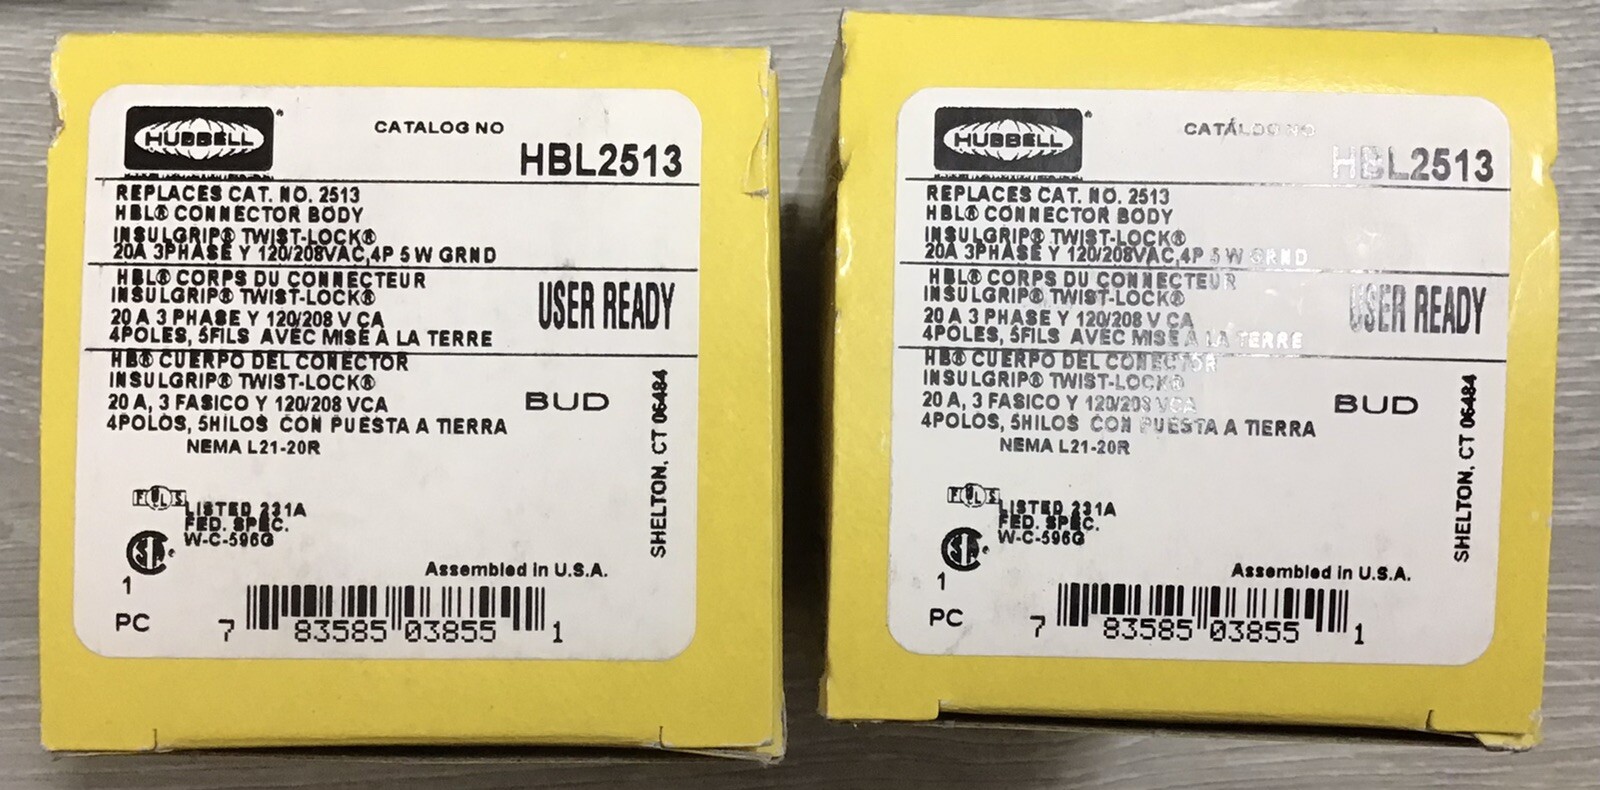 HUBBELL
CATALOG NO
HBL2513
REPLACES CAT. NO. 2513
HBL® CONNECTOR BODY
INSULGRIP® TWIST-LOCK®
20A 3PHASE Y 120/208VAC,4P 5 W GRND
HBL® CORPS DU CONNECTEUR
INSULGRIP® TWIST-LOCK®
20 A 3 PHASE Y 120/208 V CA
4POLES, 5FILS AVEC MISE A LA TERRE
USER READY
HB® CUERPO DEL CONECTOR
INSULGRIP® TWIST-LOCK®
20 A, 3 FASICO Y 120/208 VCA
4POLOS, 5HILOS CON PUESTA A TIERRA
NEMA L21-20R
BUD
SHELTON, CT 06484
UL
LISTED 231A
FED. SPEC.
W-C-596G
Assembled in U.S.A.
1
PC
7 83585 03855 1
HUBBELL
CATALOG NO
HBL2513
REPLACES CAT. NO. 2513
HBL® CONNECTOR BODY
INSULGRIP® TWIST-LOCK®
20A 3PHASE Y 120/208VAC,4P 5 W GRND
HBL® CORPS DU CONNECTEUR
INSULGRIP® TWIST-LOCK®
20 A 3 PHASE Y 120/208 V CA
4POLES, 5FILS AVEC MISE A LA TERRE
USER READY
HB® CUERPO DEL CONECTOR
INSULGRIP® TWIST-LOCK®
20 A, 3 FASICO Y 120/208 VCA
4POLOS, 5HILOS CON PUESTA A TIERRA
NEMA L21-20R
BUD
SHELTON, CT 06484
UL
LISTED 231A
FED. SPEC.
W-C-596G
Assembled in U.S.A.
1
PC
7 83585 03855 1